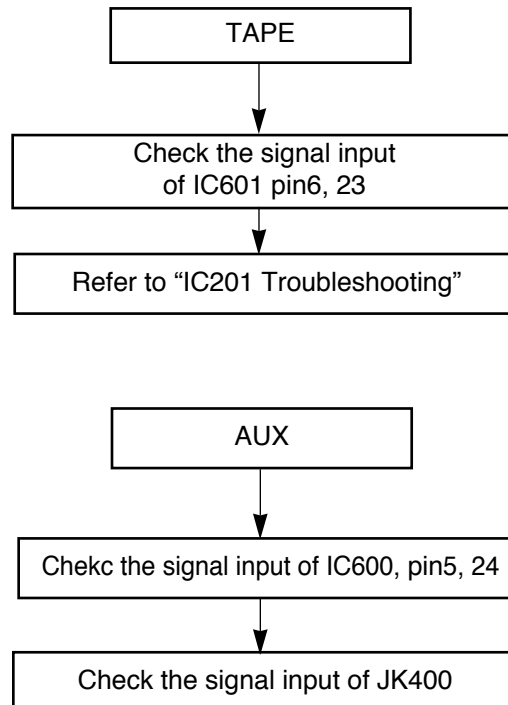 TAPE
Check the signal input
of IC601 pin6, 23
Refer to “IC201 Troubleshooting”
AUX
Chekc the signal input of IC600, pin5, 24
Check the signal input of JK400